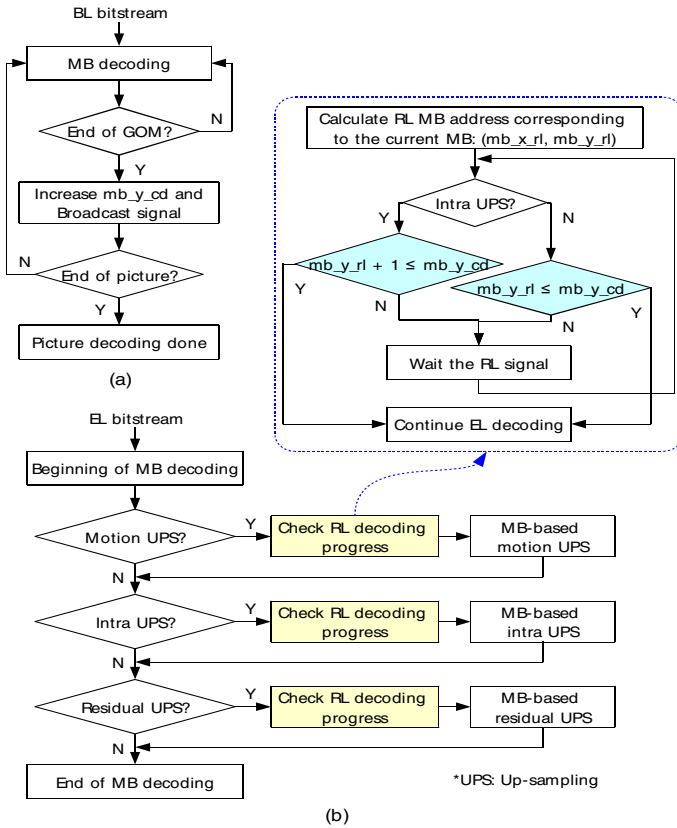 BL bitstream
MB decoding
N
End of GOM?
Y
Increase mb_y_cd and
Broadcast signal
N
End of picture?
Y
Picture decoding done
(a)
Calculate RL MB address corresponding
to the current MB: (mb_x_rl, mb_y_rl)
Intra UPS?
Y
N
mb_y_rl + 1 ≤ mb_y_cd
mb_y_rl ≤ mb_y_cd
Y
N
N
Y
Wait the RL signal
Continue EL decoding
EL bitstream
Beginning of MB decoding
Motion UPS?
Y
Check RL decoding
progress
MB-based
motion UPS
N
Intra UPS?
Y
Check RL decoding
progress
MB-based
intra UPS
N
Residual UPS?
Y
Check RL decoding
progress
MB-based
residual UPS
N
End of MB decoding
*UPS: Up-sampling
(b)